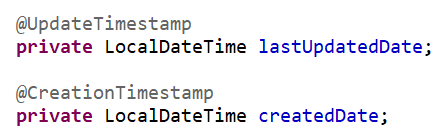 @UpdateTimestamp
private LocalDateTime lastUpdatedDate;
@CreationTimestamp
private LocalDateTime createdDate;